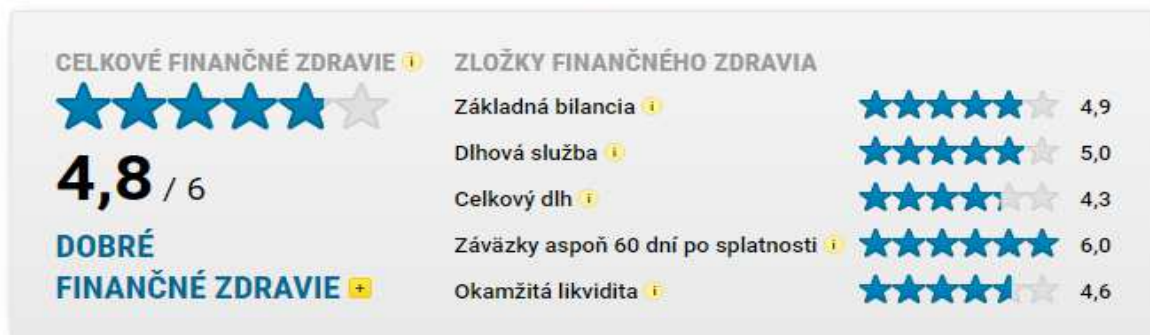 CELKOVÉ FINANČNÉ ZDRAVIE i
4,8 / 6
DOBRÉ
FINANČNÉ ZDRAVIE +
ZLOŽKY FINANČNÉHO ZDRAVIA
Základná bilancia i 4,9
Dlhová služba i 5,0
Celkový dlh i 4,3
Záväzky aspoň 60 dní po splatnosti i 6,0
Okamžitá likvidita i 4,6